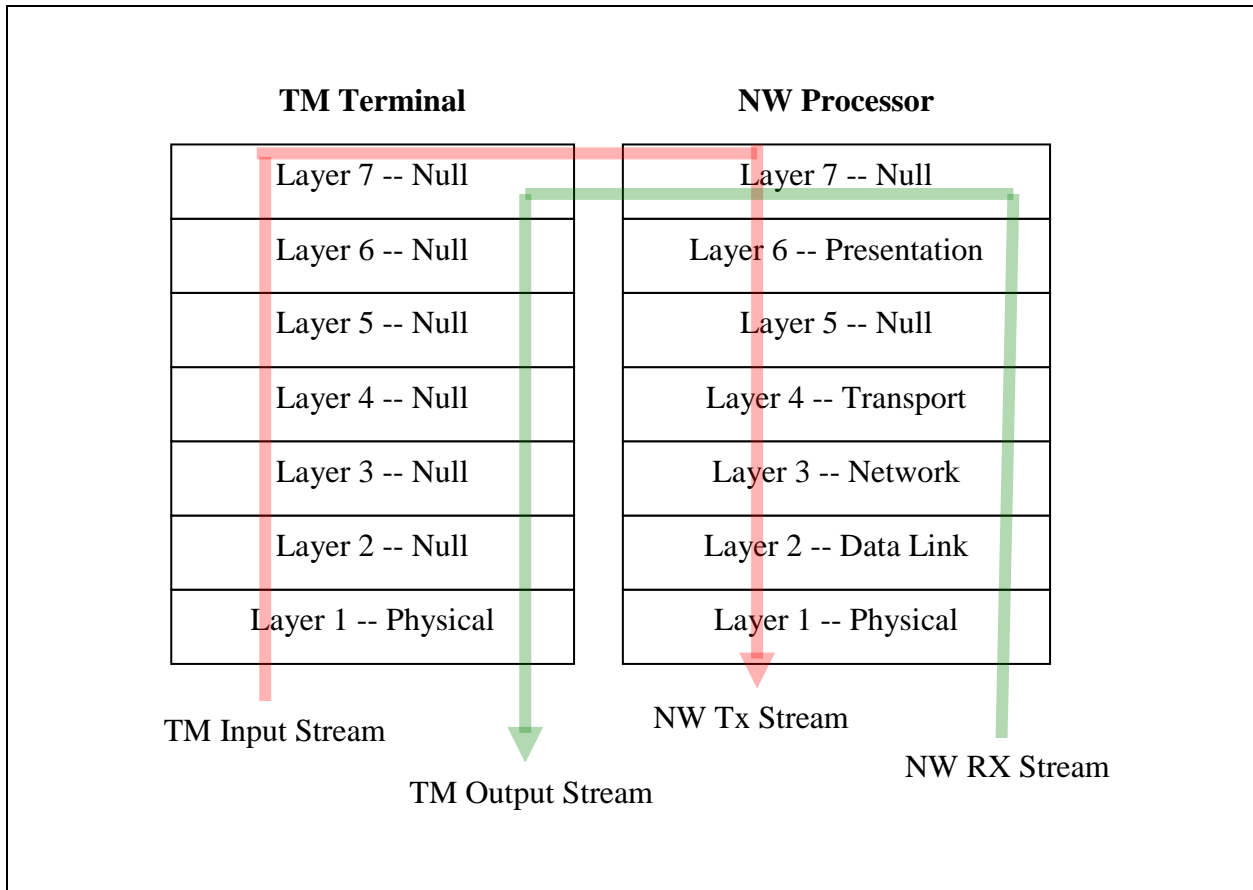 TM Terminal
NW Processor
Layer 7 -- Null
Layer 7 -- Null
Layer 6 -- Null
Layer 6 -- Presentation
Layer 5 -- Null
Layer 5 -- Null
Layer 4 -- Null
Layer 4 -- Transport
Layer 3 -- Null
Layer 3 -- Network
Layer 2 -- Null
Layer 2 -- Data Link
Layer 1 -- Physical
Layer 1 -- Physical
TM Input Stream
NW Tx Stream
TM Output Stream
NW RX Stream